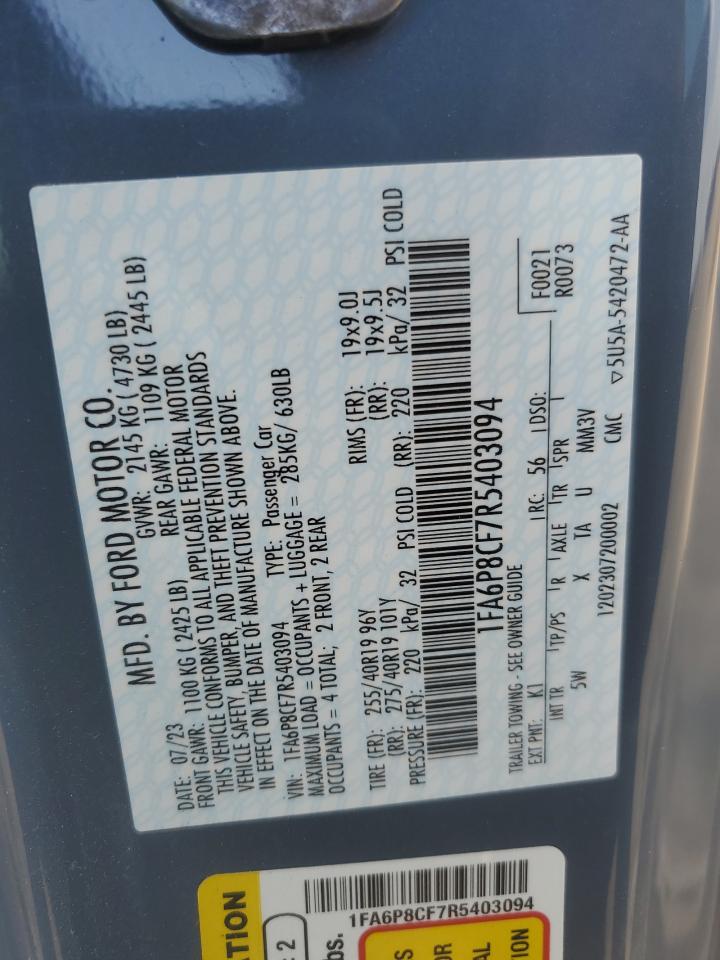 MFD. BY FORD MOTOR CO.
DATE: 07/23 GVWR: 2145 KG ( 4730 LB)
FRONT GAWR: 1100 KG ( 2425 LB) REAR GAWR: 1109 KG ( 2445 LB)
THIS VEHICLE CONFORMS TO ALL APPLICABLE FEDERAL MOTOR
VEHICLE SAFETY, BUMPER, AND THEFT PREVENTION STANDARDS
IN EFFECT ON THE DATE OF MANUFACTURE SHOWN ABOVE.
VIN: 1FA6P8CF7R5403094 TYPE: Passenger Car
MAXIMUM LOAD = OCCUPANTS + LUGGAGE = 285KG/ 630LB
OCCUPANTS = 4 TOTAL; 2 FRONT, 2 REAR
TIRE (FR): 255/40R19 96Y RIMS (FR): 19x9.0J
(RR): 275/40R19 101Y (RR): 19x9.5J
PRESSURE (FR): 220 kPa/ 32 PSI COLD (RR): 220 kPa/ 32 PSI COLD
1FA6P8CF7R5403094
TRAILER TOWING - SEE OWNER GUIDE F0021
EXT PNT: K1 RC: 56 DSO: R0073
INT TR TP/PS R AXLE TR SPR
5W X TA U MM3V
1202307200002 CMC ▽5U5A-5420472-AA
1FA6P8CF7R5403094